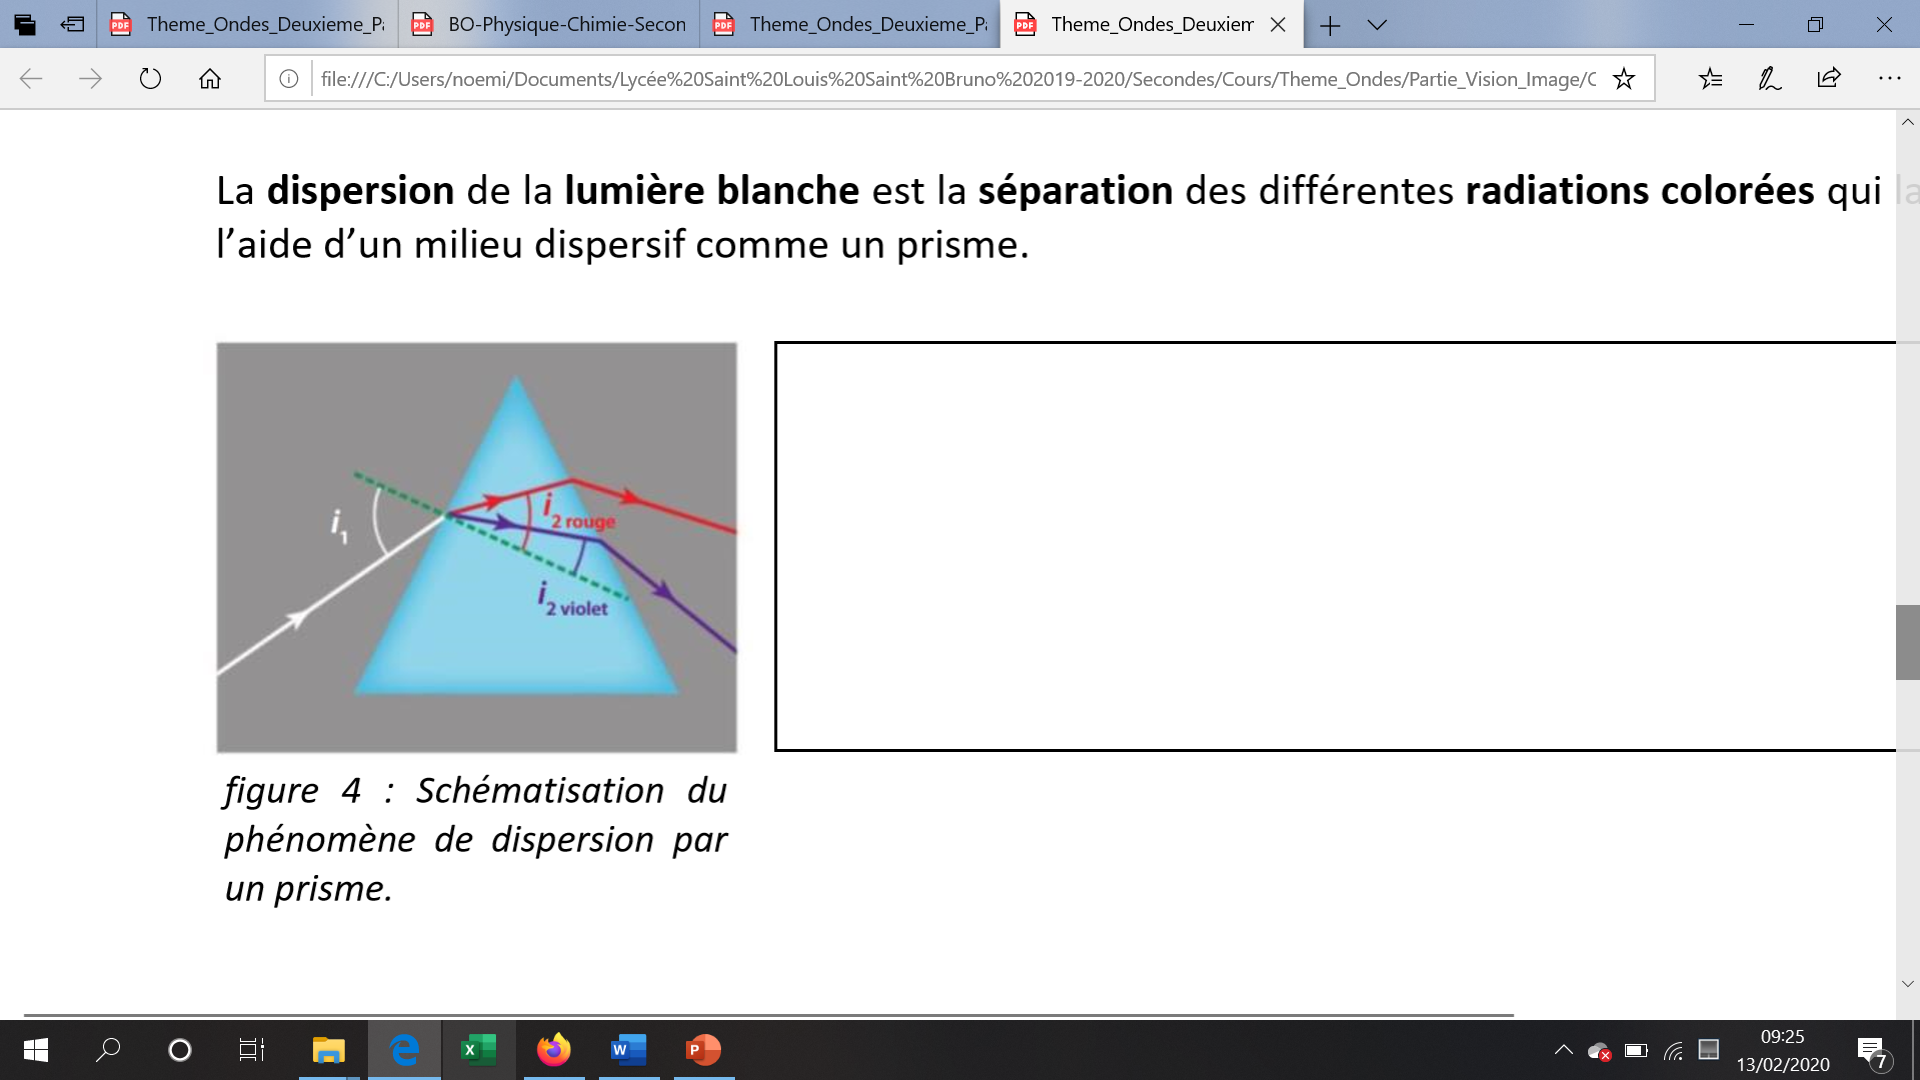 Theme_Ondes_Deuxieme_Pa
BO-Physique-Chimie-Secon
Theme_Ondes_Deuxieme_Pa
Theme_Ondes_Deuxiem
file:///C:/Users/noemi/Documents/Lycée%20Saint%20Louis%20Saint%20Bruno%202019-2020/Secondes/Cours/Theme_Ondes/Partie_Vision_Image/C
La dispersion de la lumière blanche est la séparation des différentes radiations colorées qui la
l’aide d’un milieu dispersif comme un prisme.
i1
i2 rouge
i2 violet
figure 4 : Schématisation du
phénomène de dispersion par
un prisme.
09:25
13/02/2020
7